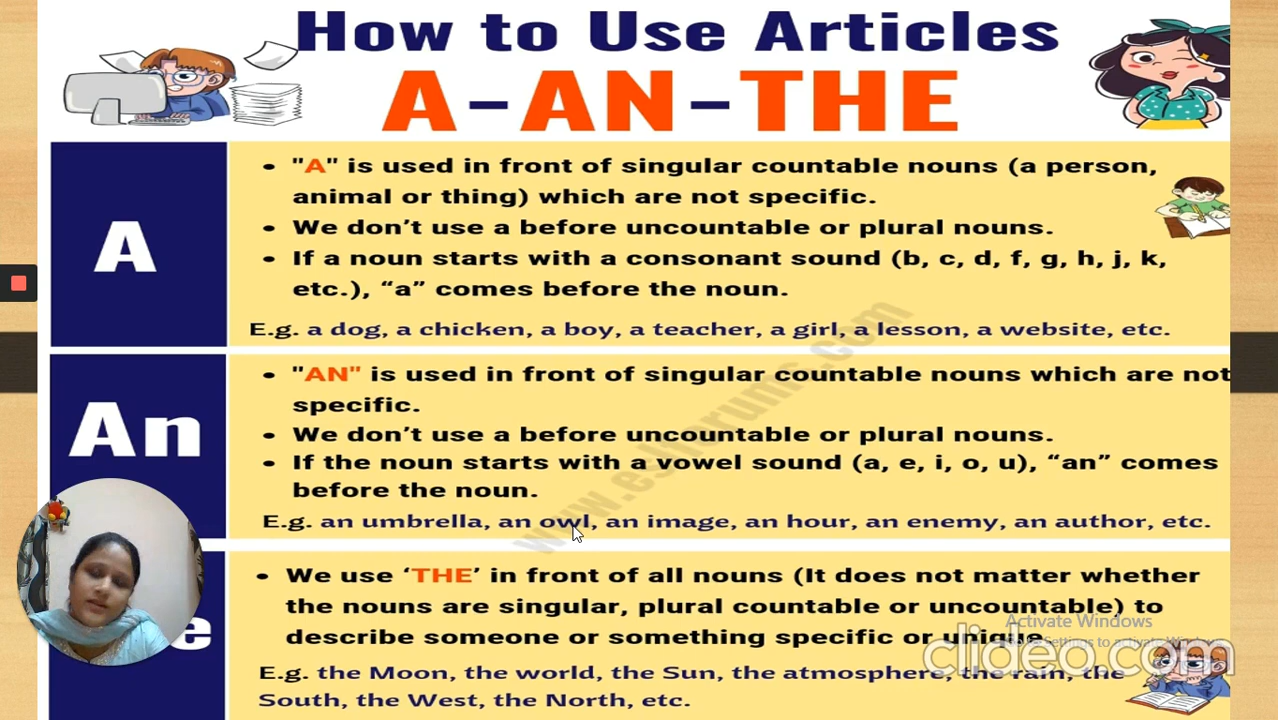 How to Use Articles
A-AN-THE
A
• "A" is used in front of singular countable nouns (a person,
animal or thing) which are not specific.
• We don't use a before uncountable or plural nouns.
• If a noun starts with a consonant sound (b, c, d, f, g, h, j, k,
etc.), “a” comes before the noun.
E.g. a dog, a chicken, a boy, a teacher, a girl, a lesson, a website, etc.
An
• "AN" is used in front of singular countable nouns which are not
specific.
• We don't use a before uncountable or plural nouns.
• If the noun starts with a vowel sound (a, e, i, o, u), “an” comes
before the noun.
E.g. an umbrella, an owl, an image, an hour, an enemy, an author, etc.
www.eslforums.com
e
• We use ‘THE’ in front of all nouns (It does not matter whether
the nouns are singular, plural countable or uncountable) to
describe someone or something specific or unique.
E.g. the Moon, the world, the Sun, the atmosphere, the rain, the
South, the West, the North, etc.
Activate Windows
Settings to activate Windows.
clideo.com